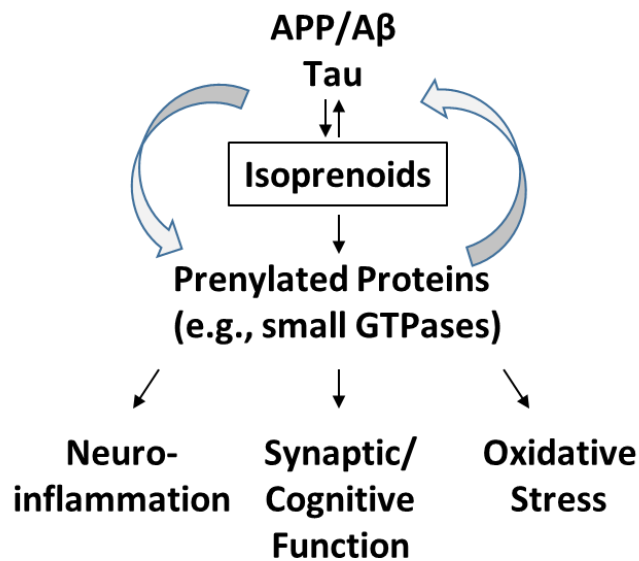 APP/Aβ
Tau
Isoprenoids
Prenylated Proteins
(e.g., small GTPases)
Neuro-
inflammation
Synaptic/
Cognitive
Function
Oxidative
Stress